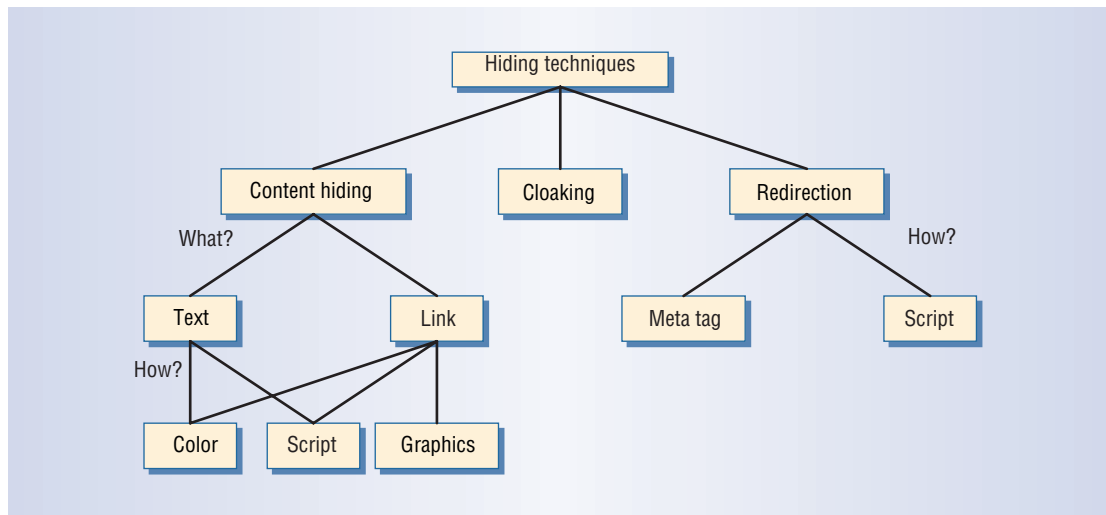 Hiding techniques
Content hiding
Cloaking
Redirection
What?
How?
Text
Link
Meta tag
Script
How?
Color
Script
Graphics